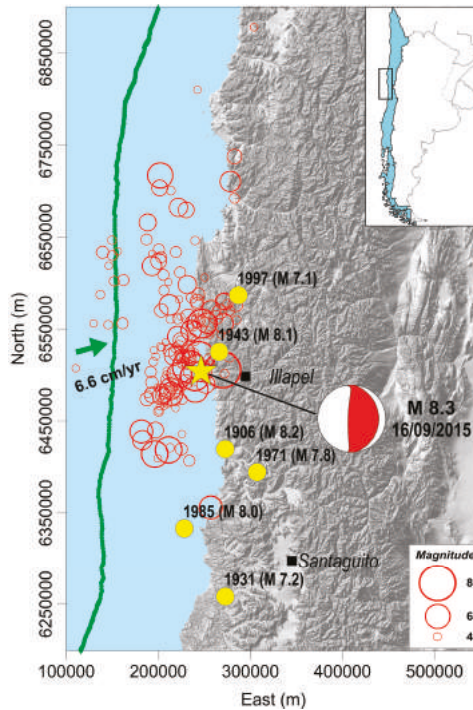 6850000
6750000
6650000
6550000
6450000
6350000
6250000
North (m)
1997 (M 7.1)
1943 (M 8.1)
6.6 cm/yr
Illapel
M 8.3
16/09/2015
1906 (M 8.2)
1971 (M 7.8)
1985 (M 8.0)
Santaguito
1931 (M 7.2)
Magnitude
8
6
4
100000 200000 300000 400000 500000
East (m)